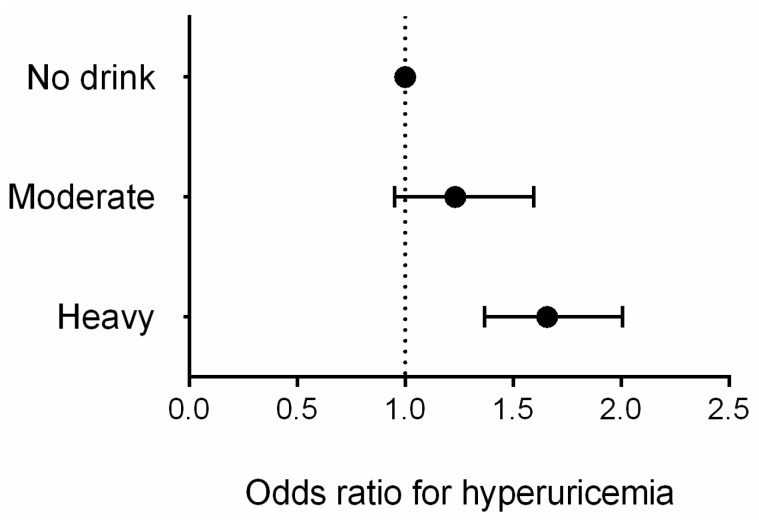 No drink
Moderate
Heavy
0.0 0.5 1.0 1.5 2.0 2.5
Odds ratio for hyperuricemia